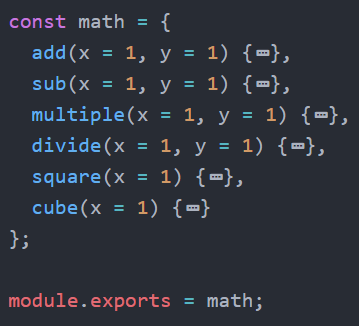 const math = {
  add(x = 1, y = 1) {⋯},
  sub(x = 1, y = 1) {⋯},
  multiple(x = 1, y = 1) {⋯},
  divide(x = 1, y = 1) {⋯},
  square(x = 1) {⋯},
  cube(x = 1) {⋯}
};
module.exports = math;